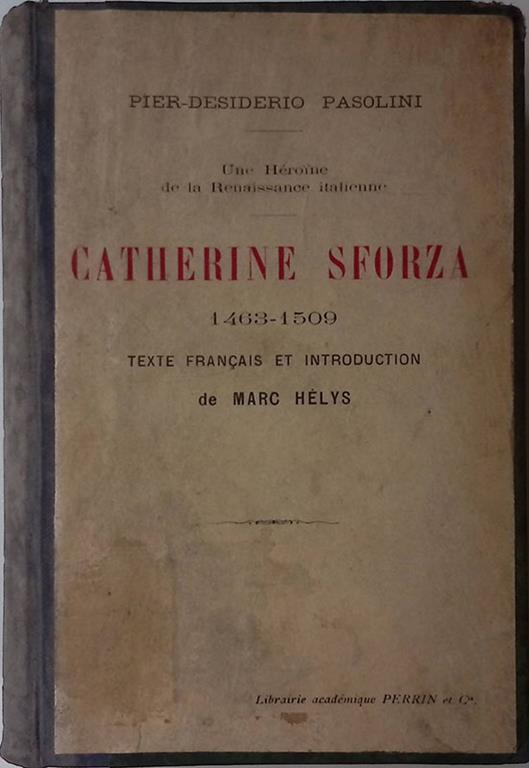 PIER-DESIDERIO PASOLINI
Une Héroïne
de la Renaissance italienne
CATHERINE SFORZA
1463-1509
TEXTE FRANÇAIS ET INTRODUCTION
de MARC HÉLYS
Librairie académique PERRIN et Cie.